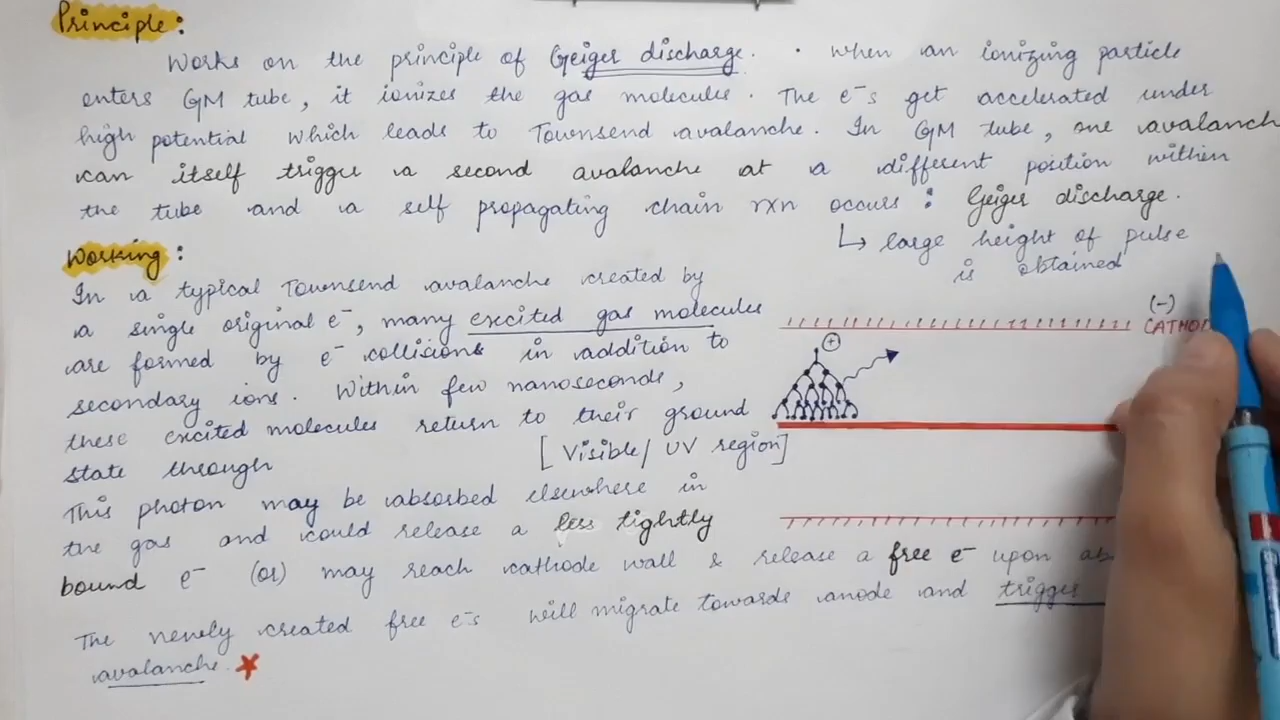 Principle:
Works on the principle of Geiger discharge. · When an ionizing particle
enters GM tube, it ionizes the gas molecules. The e⁻s get accelerated under
high potential which leads to Townsend avalanche. In GM tube, one avalanch
can itself trigger a second avalanche at a different position within
the tube and a self propagating chain rxn occurs : Geiger discharge.
↳ large height of pulse
is obtained
Working:
In a typical Townsend avalanche created by
a single original e⁻, many excited gas molecules
are formed by e⁻ collisions in addition to
secondary ions. Within few nanoseconds,
these excited molecules return to their ground
state through [Visible/ UV region]
This photon may be absorbed elsewhere in
the gas and could release a less tightly
bound e⁻ (or) may reach cathode wall & release a free e⁻ upon
The newly created free e⁻s will migrate towards anode and trigger
avalanche.
(-)
CATHOD
+